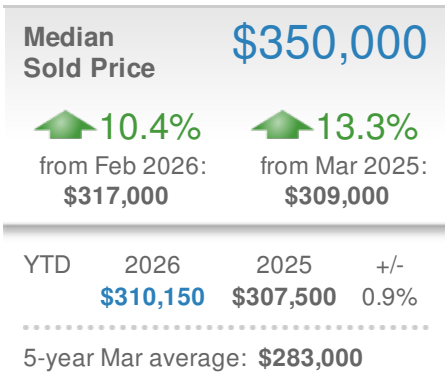 Median
Sold Price
$350,000
10.4%
from Feb 2026:
$317,000
13.3%
from Mar 2025:
$309,000
YTD 2026 2025 +/-
$310,150 $307,500 0.9%
5-year Mar average: $283,000